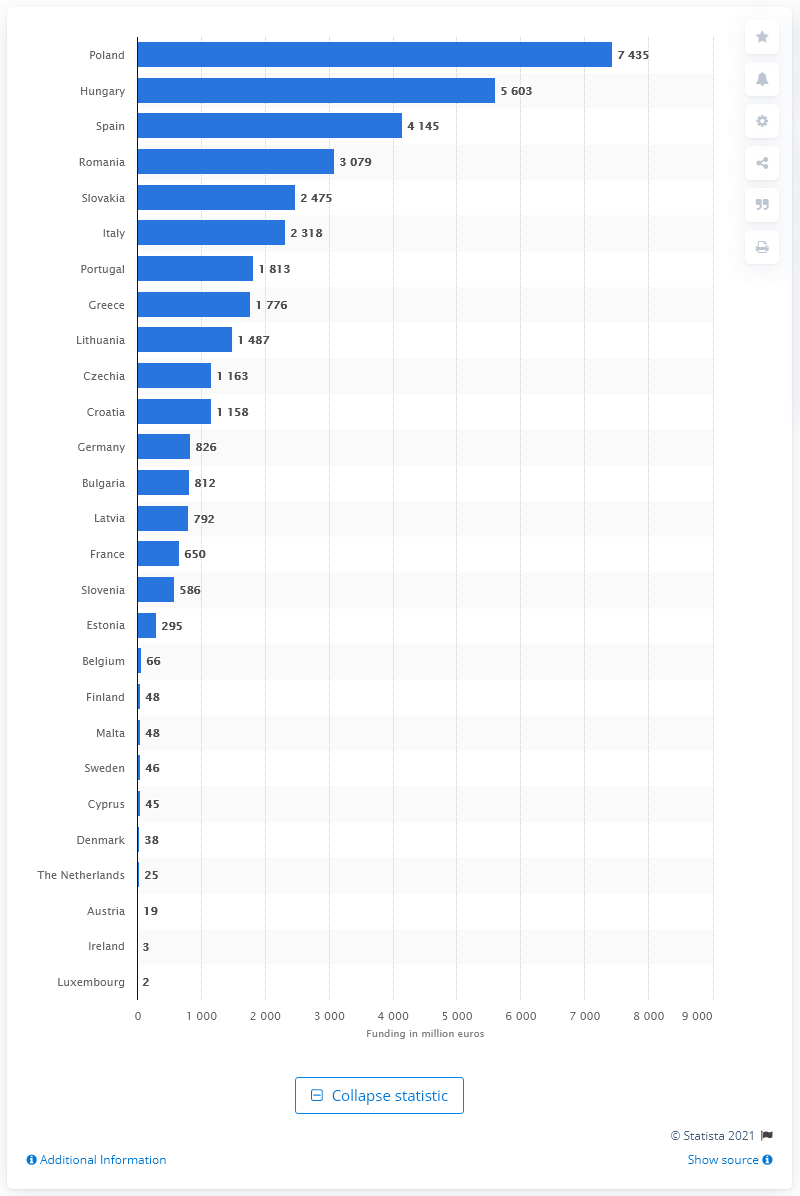 Poland 7 435
Hungary 5 603
Spain 4 145
Romania 3 079
Slovakia 2 475
Italy 2 318
Portugal 1 813
Greece 1 776
Lithuania 1 487
Czechia 1 163
Croatia 1 158
Germany 826
Bulgaria 812
Latvia 792
France 650
Slovenia 586
Estonia 295
Belgium 66
Finland 48
Malta 48
Sweden 46
Cyprus 45
Denmark 38
The Netherlands 25
Austria 19
Ireland 3
Luxembourg 2
0 1 000 2 000 3 000 4 000 5 000 6 000 7 000 8 000 9 000
Funding in million euros
Collapse statistic
© Statista 2021
Additional Information Show source